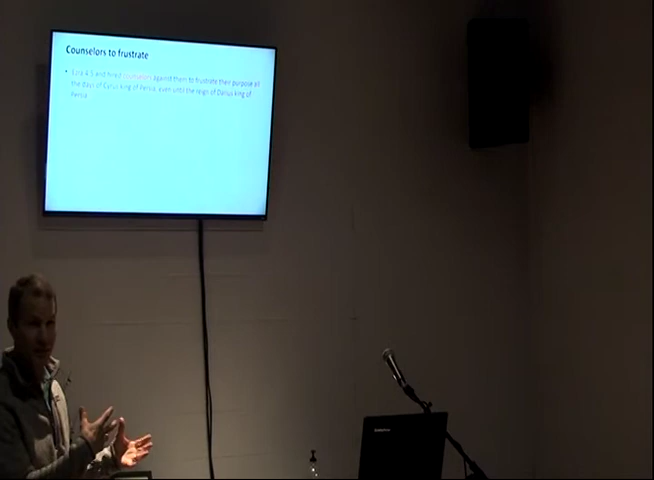 Counselors to frustrate
• Ezra 4:5 and hired counselors against them to frustrate their purpose all
the days of Cyrus king of Persia, even until the reign of Darius king of
Persia.